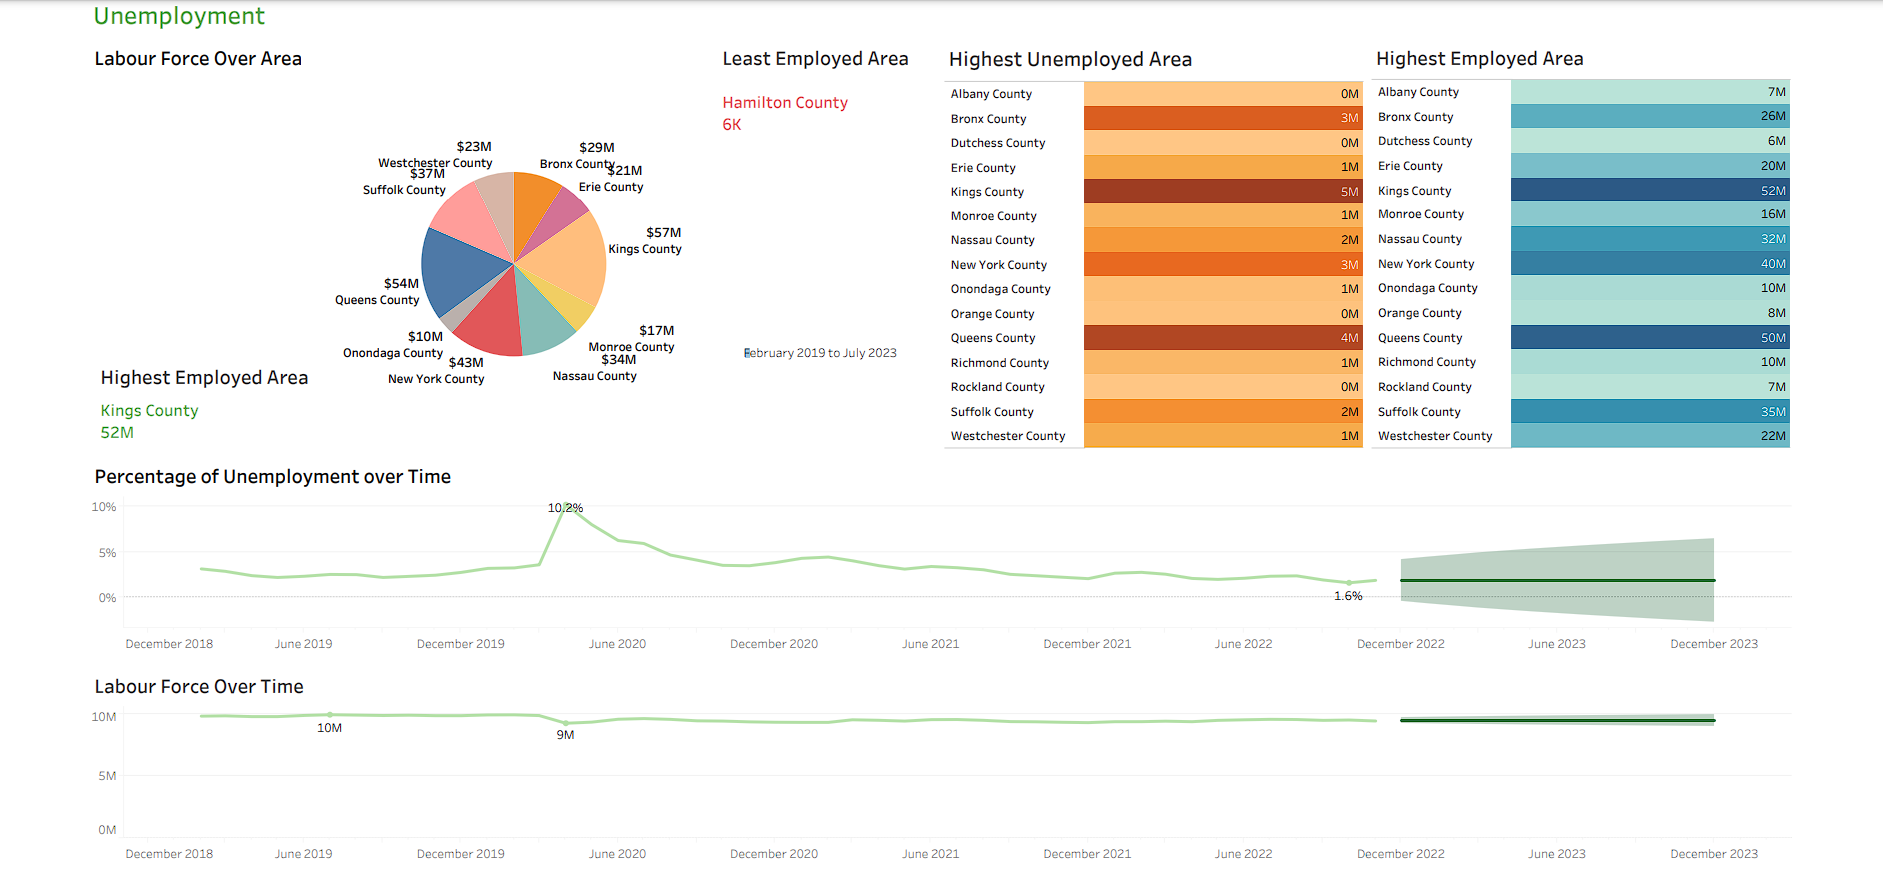 Unemployment
Labour Force Over Area
$23M
Westchester County
$37M
Suffolk County
$29M
Bronx County
$21M
Erie County
$57M
Kings County
$54M
Queens County
$17M
Monroe County
$10M
Onondaga County
$34M
Nassau County
$43M
New York County
Highest Employed Area
Kings County
52M
Least Employed Area
Hamilton County
6K
February 2019 to July 2023
Highest Unemployed Area
Albany County 0M
Bronx County 3M
Dutchess County 0M
Erie County 1M
Kings County 5M
Monroe County 1M
Nassau County 2M
New York County 3M
Onondaga County 1M
Orange County 0M
Queens County 4M
Richmond County 1M
Rockland County 0M
Suffolk County 2M
Westchester County 1M
Highest Employed Area
Albany County 7M
Bronx County 26M
Dutchess County 6M
Erie County 20M
Kings County 52M
Monroe County 16M
Nassau County 32M
New York County 40M
Onondaga County 10M
Orange County 8M
Queens County 50M
Richmond County 10M
Rockland County 7M
Suffolk County 35M
Westchester County 22M
Percentage of Unemployment over Time
10%
10.2%
5%
0%
1.6%
December 2018 June 2019 December 2019 June 2020 December 2020 June 2021 December 2021 June 2022 December 2022 June 2023 December 2023
Labour Force Over Time
10M
10M
9M
5M
0M
December 2018 June 2019 December 2019 June 2020 December 2020 June 2021 December 2021 June 2022 December 2022 June 2023 December 2023